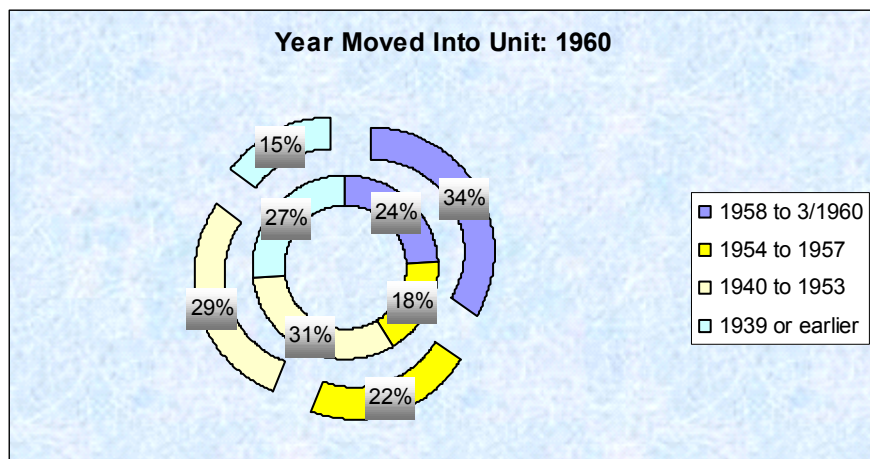 Year Moved Into Unit: 1960
15%
34%
27%
24%
29%
31%
18%
22%
1958 to 3/1960
1954 to 1957
1940 to 1953
1939 or earlier